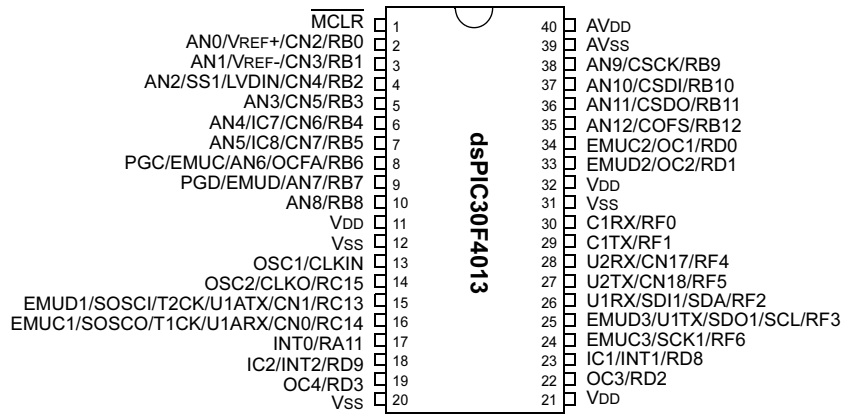 MCLR 1
AN0/VREF+/CN2/RB0 2
AN1/VREF-/CN3/RB1 3
AN2/SS1/LVDIN/CN4/RB2 4
AN3/CN5/RB3 5
AN4/IC7/CN6/RB4 6
AN5/IC8/CN7/RB5 7
PGC/EMUC/AN6/OCFA/RB6 8
PGD/EMUD/AN7/RB7 9
AN8/RB8 10
VDD 11
VSS 12
OSC1/CLKIN 13
OSC2/CLKO/RC15 14
EMUD1/SOSCI/T2CK/U1ATX/CN1/RC13 15
EMUC1/SOSCO/T1CK/U1ARX/CN0/RC14 16
INT0/RA11 17
IC2/INT2/RD9 18
OC4/RD3 19
VSS 20
dsPIC30F4013
40 AVDD
39 AVSS
38 AN9/CSCK/RB9
37 AN10/CSDI/RB10
36 AN11/CSDO/RB11
35 AN12/COFS/RB12
34 EMUC2/OC1/RD0
33 EMUD2/OC2/RD1
32 VDD
31 VSS
30 C1RX/RF0
29 C1TX/RF1
28 U2RX/CN17/RF4
27 U2TX/CN18/RF5
26 U1RX/SDI1/SDA/RF2
25 EMUD3/U1TX/SDO1/SCL/RF3
24 EMUC3/SCK1/RF6
23 IC1/INT1/RD8
22 OC3/RD2
21 VDD